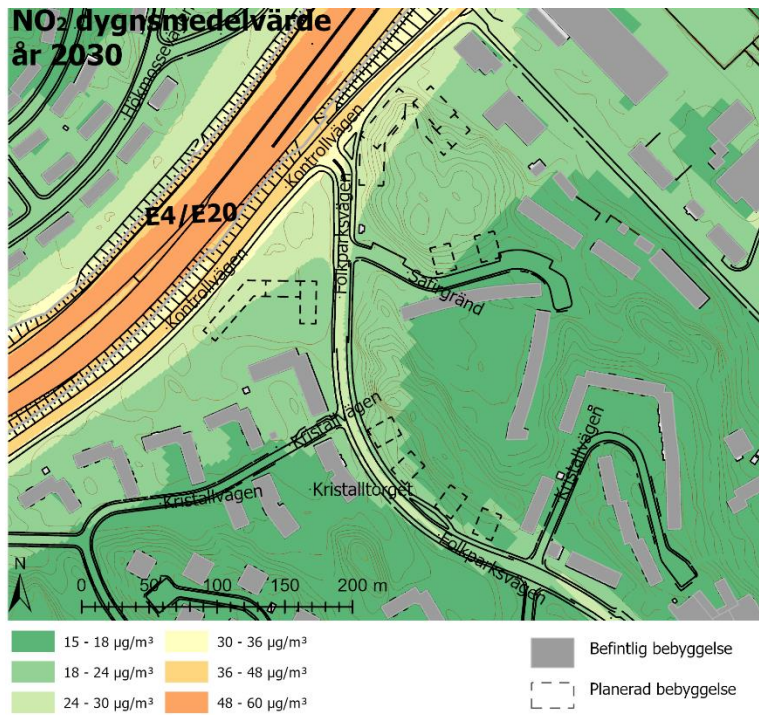 NO₂ dygnsmedelvärde
år 2030
Hökmossevägen
Kontrollvägen
E4/E20
Folkparksvägen
Kontrollvägen
Safirgränd
Kristallvägen
Kristallvägen
Kristallvägen
Kristalltorget
Folkparksvägen
N
0 50 100 150 200 m
15 - 18 µg/m³
30 - 36 µg/m³
Befintlig bebyggelse
18 - 24 µg/m³
36 - 48 µg/m³
Planerad bebyggelse
24 - 30 µg/m³
48 - 60 µg/m³